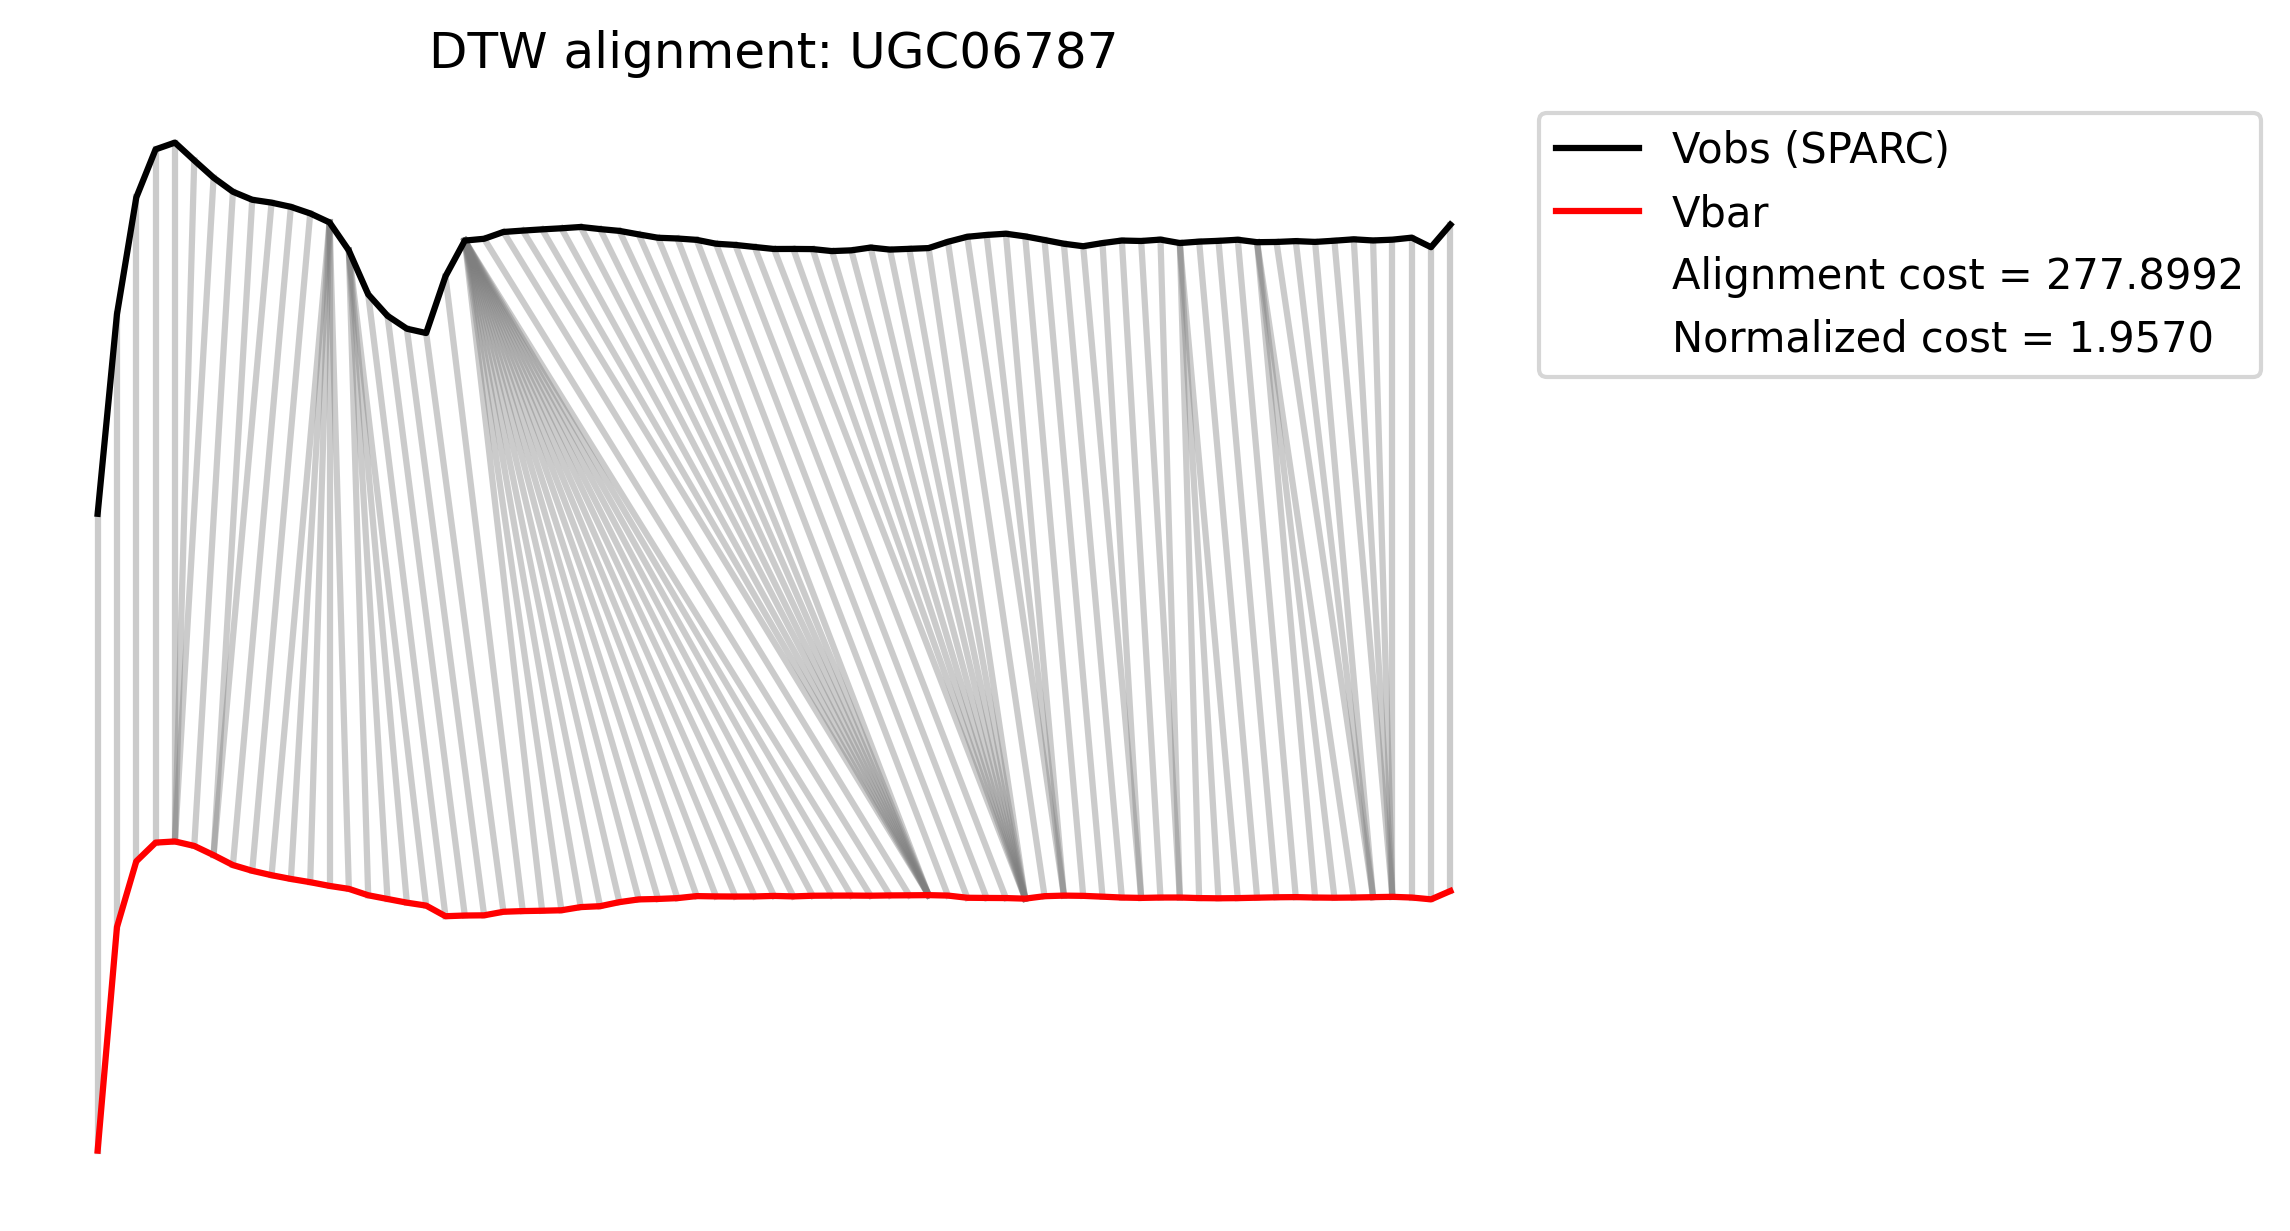 DTW alignment: UGC06787
Vobs (SPARC)
Vbar
Alignment cost = 277.8992
Normalized cost = 1.9570